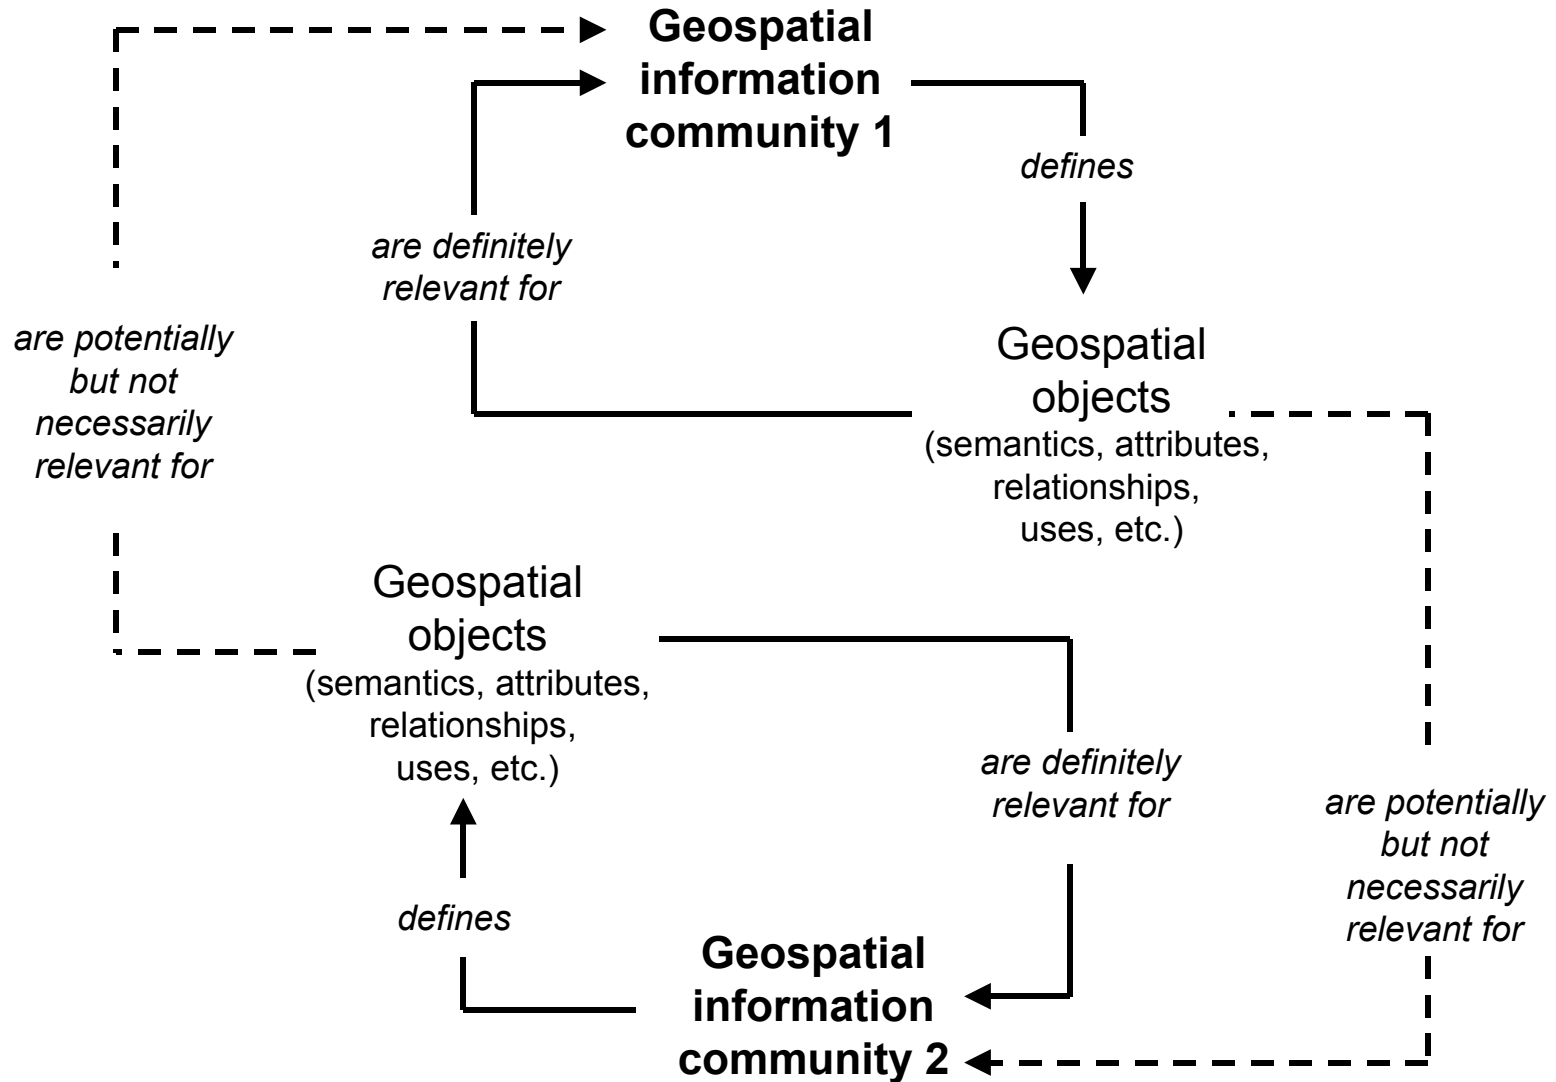 Geospatial
information
community 1
defines
are definitely
relevant for
are potentially
but not
necessarily
relevant for
Geospatial
objects
(semantics, attributes,
relationships,
uses, etc.)
Geospatial
objects
(semantics, attributes,
relationships,
uses, etc.)
are definitely
relevant for
are potentially
but not
necessarily
relevant for
defines
Geospatial
information
community 2